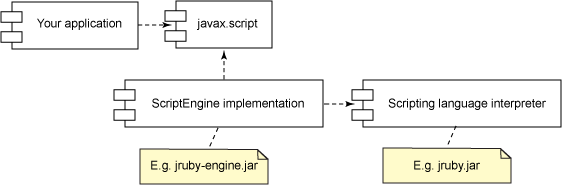 Your application
javax.script
ScriptEngine implementation
Scripting language interpreter
E.g. jruby-engine.jar
E.g. jruby.jar